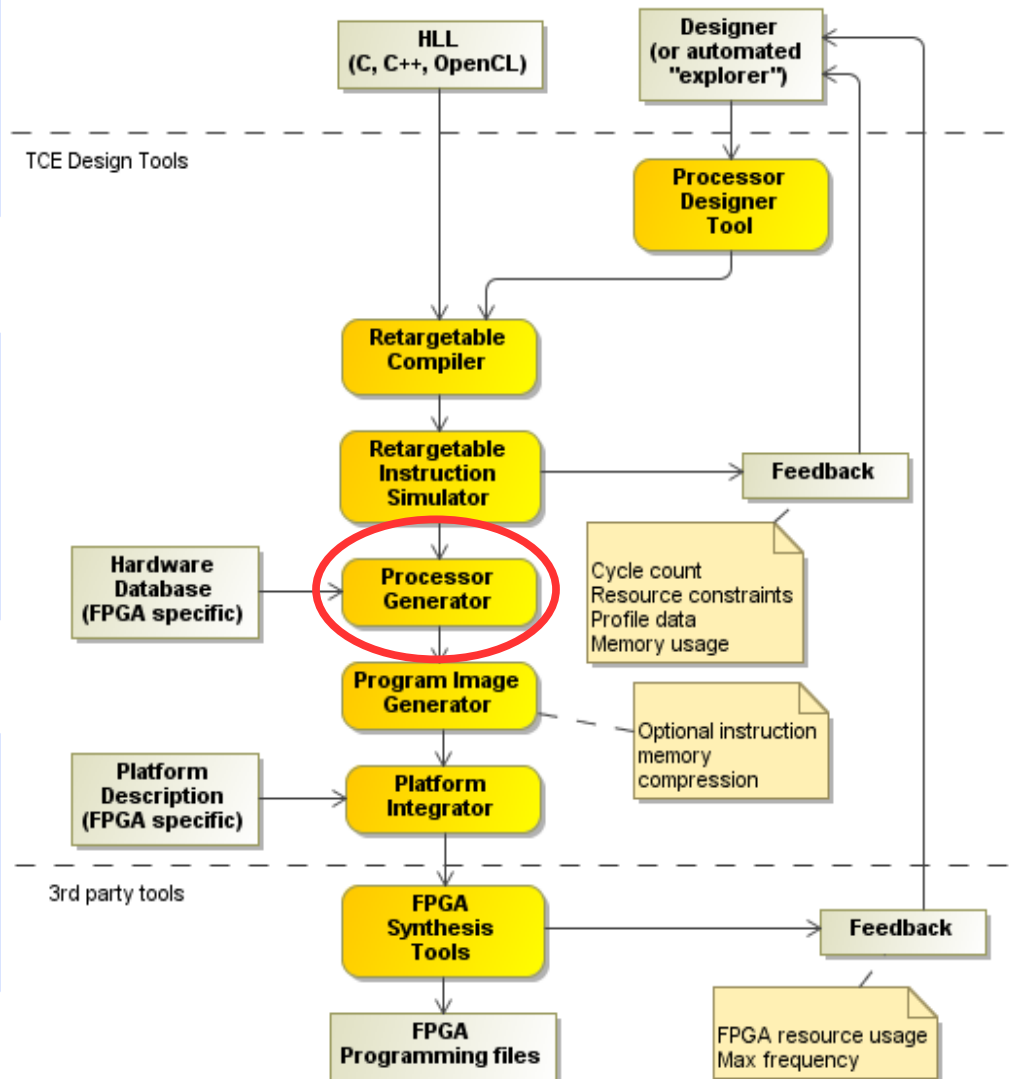 HLL
(C, C++, OpenCL)
Designer
(or automated
"explorer")
TCE Design Tools
Processor
Designer
Tool
Retargetable
Compiler
Retargetable
Instruction
Simulator
Feedback
Cycle count
Resource constraints
Profile data
Memory usage
Hardware
Database
(FPGA specific)
Processor
Generator
Program Image
Generator
Optional instruction
memory
compression
Platform
Description
(FPGA specific)
Platform
Integrator
3rd party tools
FPGA
Synthesis
Tools
Feedback
FPGA resource usage
Max frequency
FPGA
Programming files